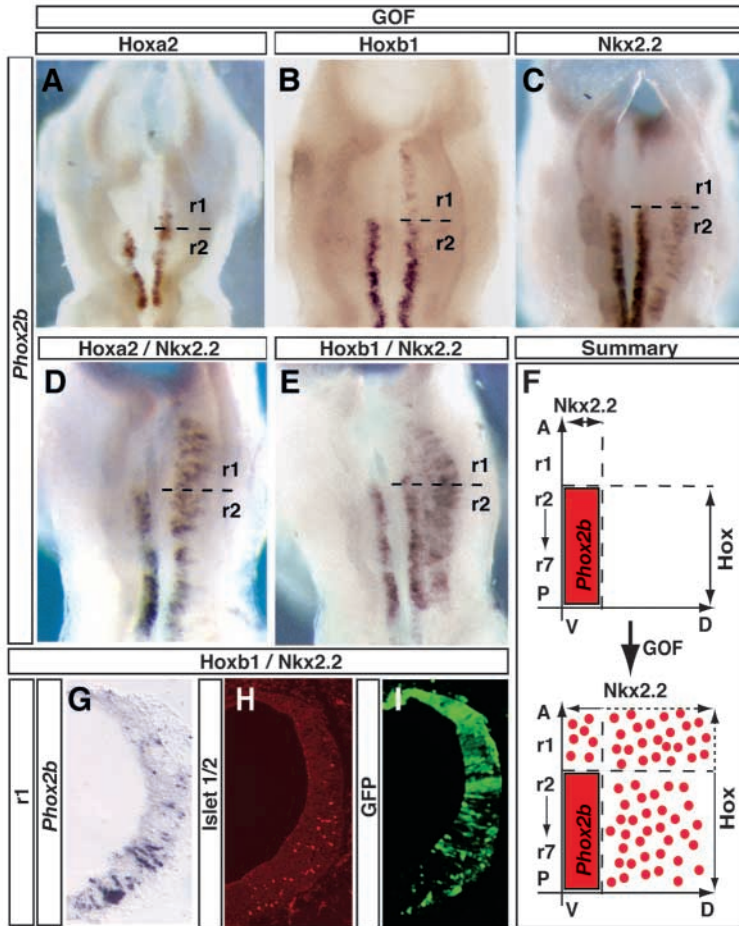 GOF
Hoxa2
Hoxb1
Nkx2.2
Phox2b
A
r1
r2
B
r1
r2
C
r1
r2
Hoxa2 / Nkx2.2
Hoxb1 / Nkx2.2
Summary
D
r1
r2
E
r1
r2
F
Nkx2.2
A
r1
r2
r7
P
Phox2b
Hox
V
D
GOF
Nkx2.2
A
r1
r2
r7
P
Phox2b
Hox
V
D
Hoxb1 / Nkx2.2
r1
Phox2b
G
Islet 1/2
H
GFP
I